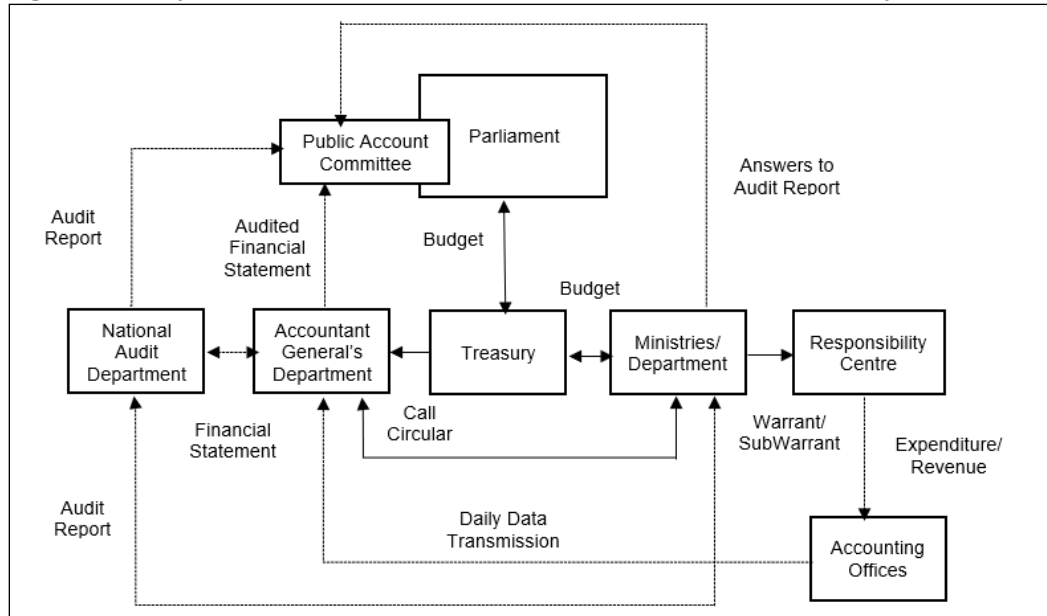 Public Account
Committee
Parliament
Answers to
Audit Report
Audit
Report
Audited
Financial
Statement
Budget
Budget
National
Audit
Department
Accountant
General's
Department
Treasury
Ministries/
Department
Responsibility
Centre
Call
Circular
Financial
Statement
Warrant/
SubWarrant
Expenditure/
Revenue
Audit
Report
Daily Data
Transmission
Accounting
Offices